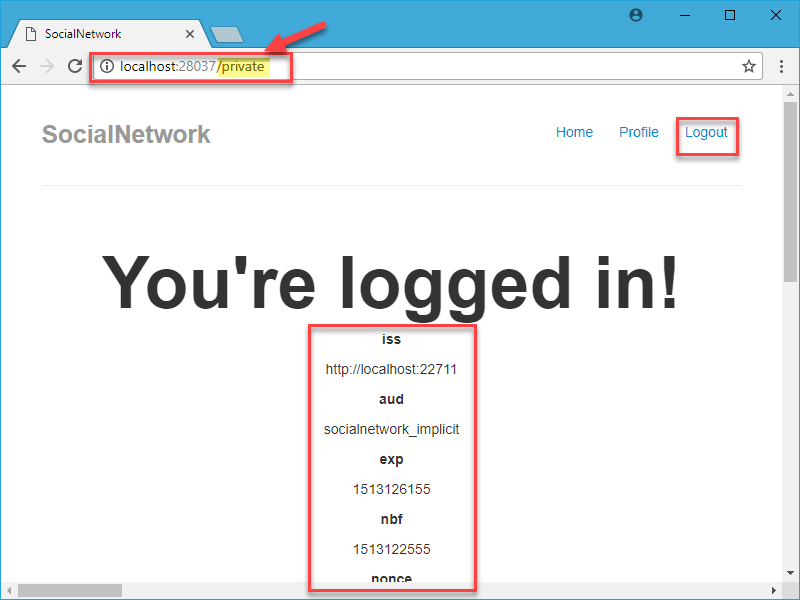 SocialNetwork
localhost:28037/private
SocialNetwork
Home Profile Logout
You're logged in!
iss
http://localhost:22711
aud
socialnetwork_implicit
exp
1513126155
nbf
1513122555
nonce